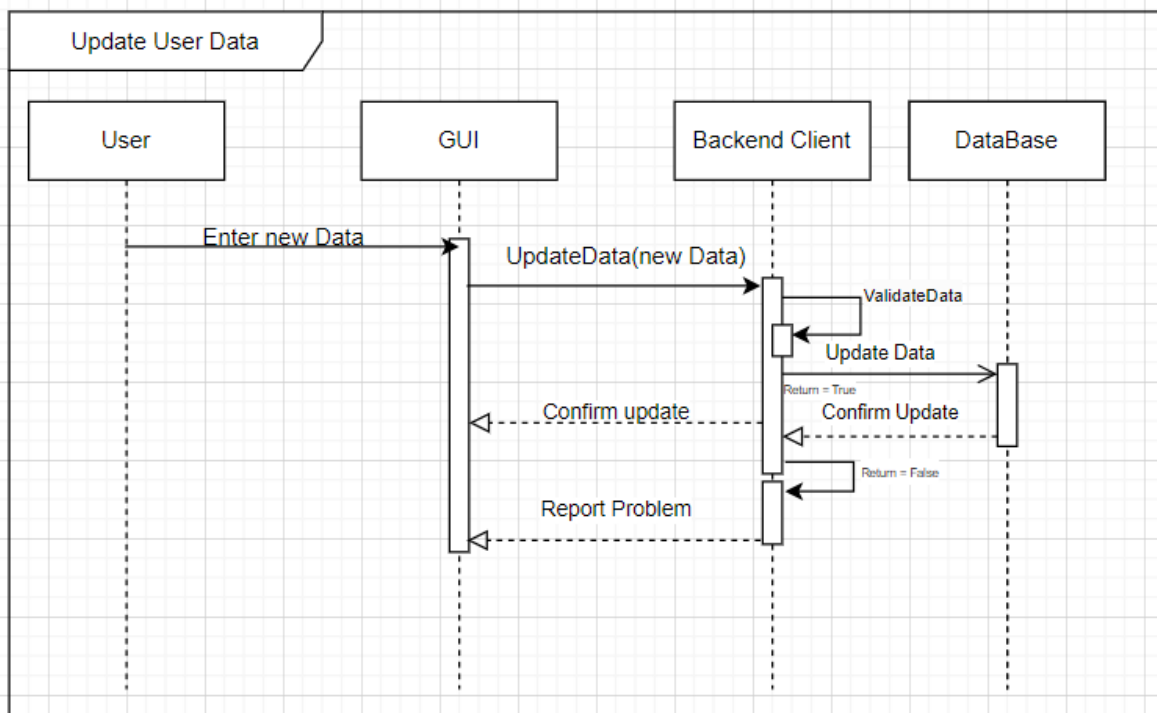 Update User Data
User
GUI
Backend Client
DataBase
Enter new Data
UpdateData(new Data)
ValidateData
Update Data
Return = True
Confirm update
Confirm Update
Return = False
Report Problem